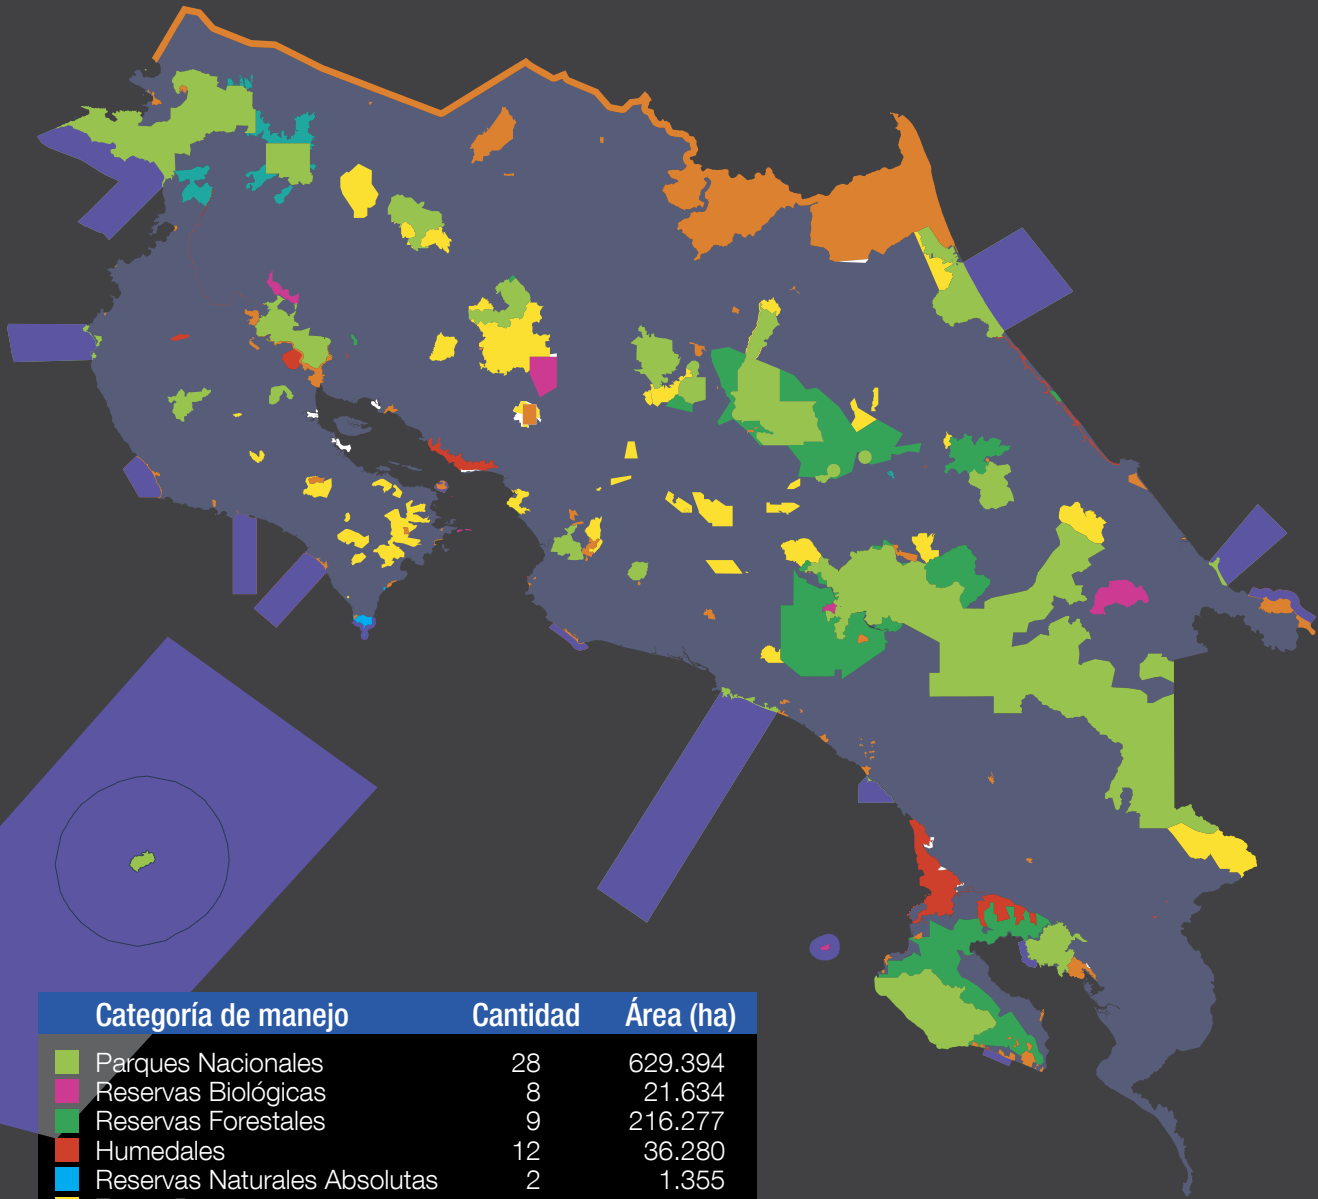 Categoría de manejo Cantidad Área (ha)
Parques Nacionales 28 629.394
Reservas Biológicas 8 21.634
Reservas Forestales 9 216.277
Humedales 12 36.280
Reservas Naturales Absolutas 2 1.355